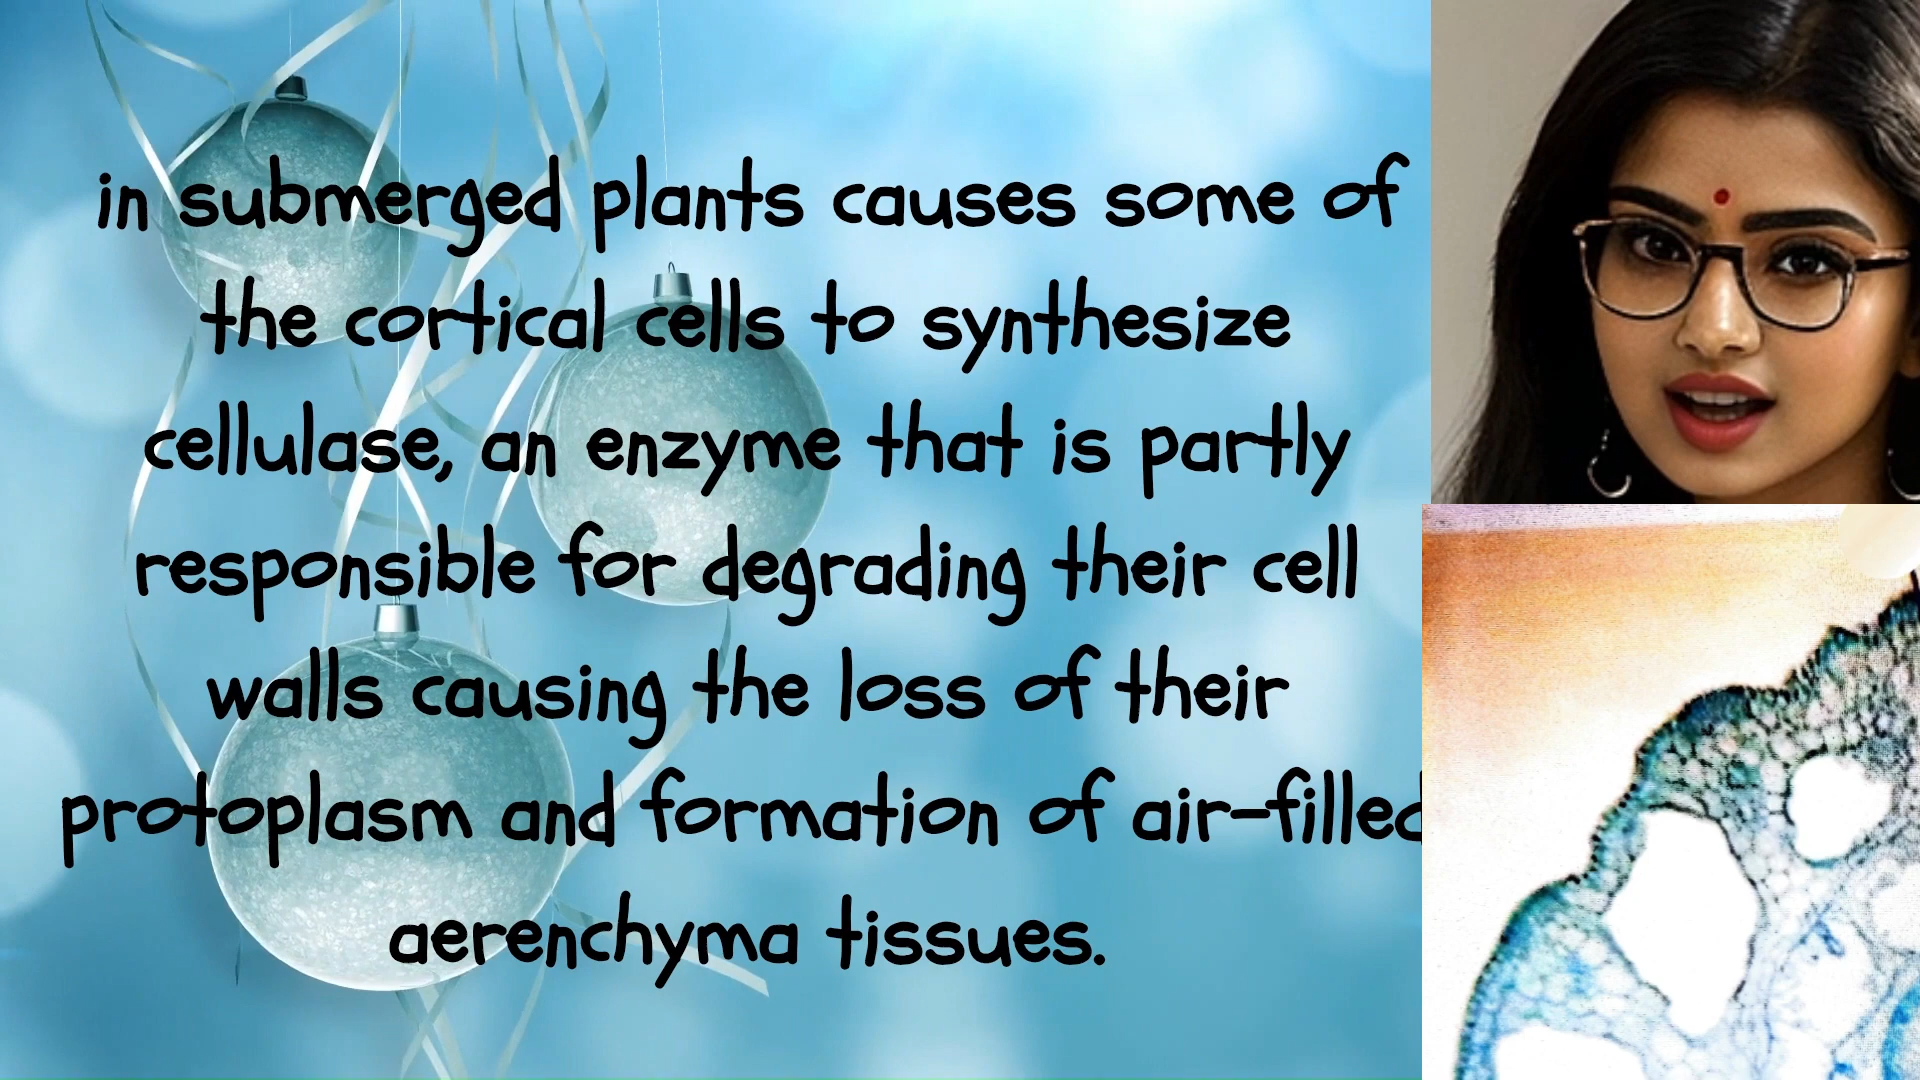 in submerged plants causes some of
the cortical cells to synthesize
cellulase, an enzyme that is partly
responsible for degrading their cell
walls causing the loss of their
protoplasm and formation of air-filled
aerenchyma tissues.